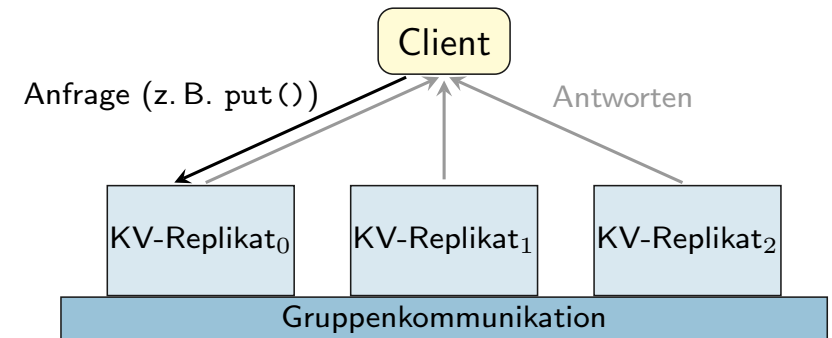 Client
Anfrage (z. B. put())
Antworten
KV-Replikat₀
KV-Replikat₁
KV-Replikat₂
Gruppenkommunikation